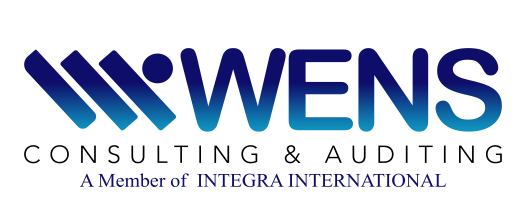 WENS
CONSULTING & AUDITING
A Member of INTEGRA INTERNATIONAL